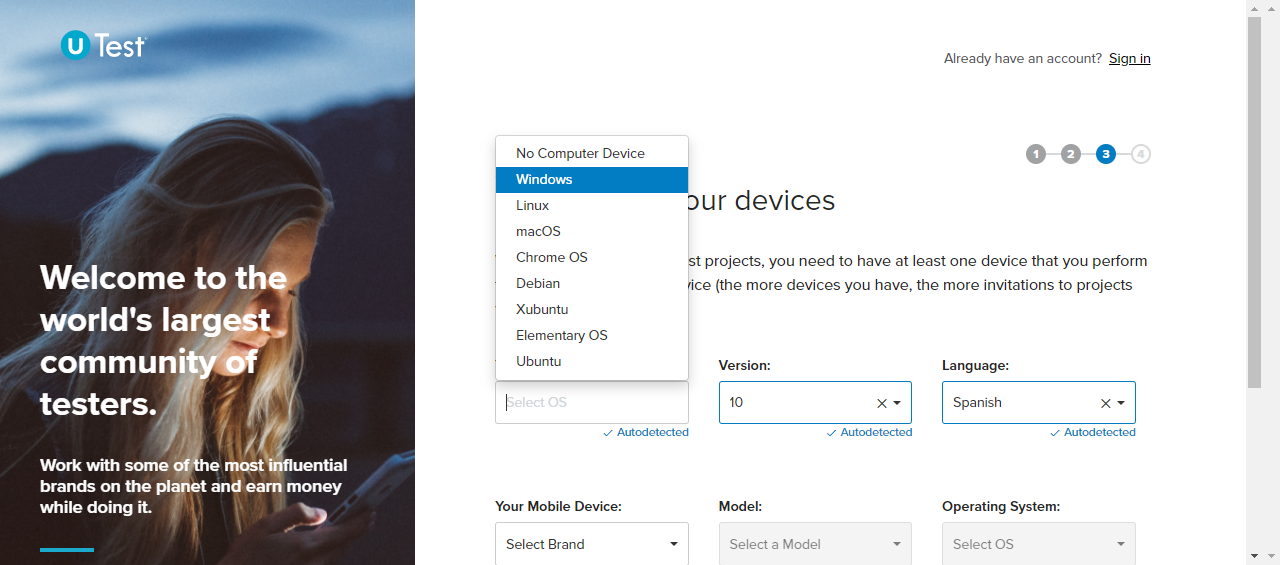 U Test
Already have an account? Sign in
1 2 3 4
No Computer Device
Windows
Linux
macOS
Chrome OS
Debian
Xubuntu
Elementary OS
Ubuntu
our devices
st projects, you need to have at least one device that you perform
vice (the more devices you have, the more invitations to projects
Welcome to the
world's largest
community of
testers.
Work with some of the most influential
brands on the planet and earn money
while doing it.
Version:
Language:
Select OS
10
Spanish
Autodetected
Autodetected
Autodetected
Your Mobile Device:
Model:
Operating System:
Select Brand
Select a Model
Select OS